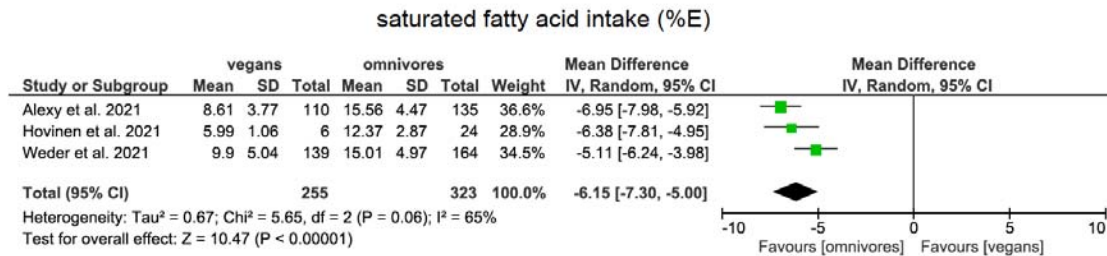 saturated fatty acid intake (%E)
vegans omnivores Mean Difference Mean Difference
Study or Subgroup Mean SD Total Mean SD Total Weight IV, Random, 95% CI IV, Random, 95% CI
Alexy et al. 2021 8.61 3.77 110 15.56 4.47 135 36.6% -6.95 [-7.98, -5.92]
Hovinen et al. 2021 5.99 1.06 6 12.37 2.87 24 28.9% -6.38 [-7.81, -4.95]
Weder et al. 2021 9.9 5.04 139 15.01 4.97 164 34.5% -5.11 [-6.24, -3.98]
Total (95% CI) 255 323 100.0% -6.15 [-7.30, -5.00]
Heterogeneity: Tau² = 0.67; Chi² = 5.65, df = 2 (P = 0.06); I² = 65%
Test for overall effect: Z = 10.47 (P < 0.00001)
-10 -5 0 5 10
Favours [omnivores] Favours [vegans]